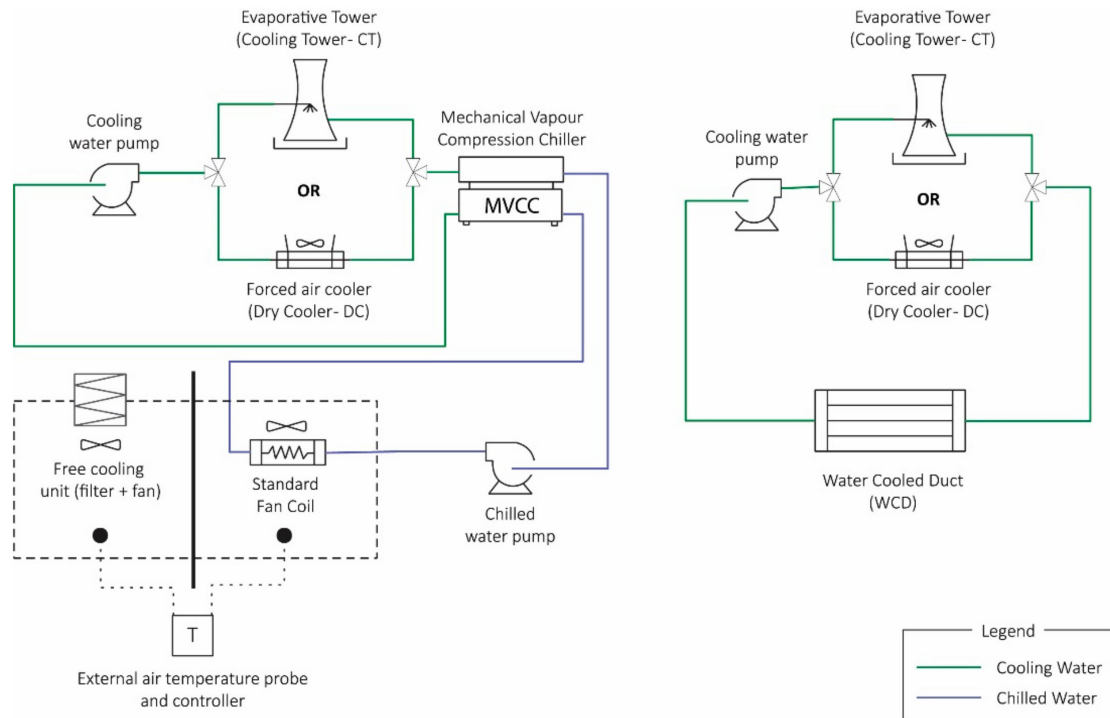 Evaporative Tower
(Cooling Tower- CT)
Cooling
water pump
Mechanical Vapour
Compression Chiller
OR
MVCC
Forced air cooler
(Dry Cooler- DC)
Free cooling
unit (filter + fan)
Standard
Fan Coil
Chilled
water pump
T
External air temperature probe
and controller
Evaporative Tower
(Cooling Tower- CT)
Cooling water
pump
OR
Forced air cooler
(Dry Cooler- DC)
Water Cooled Duct
(WCD)
Legend
Cooling Water
Chilled Water